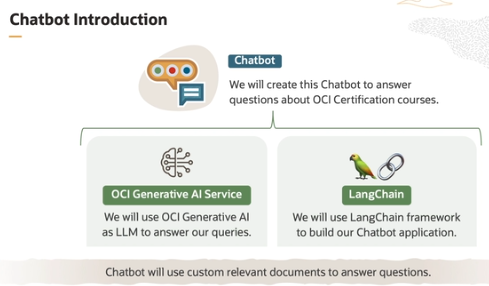 Chatbot Introduction
Chatbot
We will create this Chatbot to answer
questions about OCI Certification courses.
OCI Generative AI Service
We will use OCI Generative AI
as LLM to answer our queries.
LangChain
We will use LangChain framework
to build our Chatbot application.
Chatbot will use custom relevant documents to answer questions.